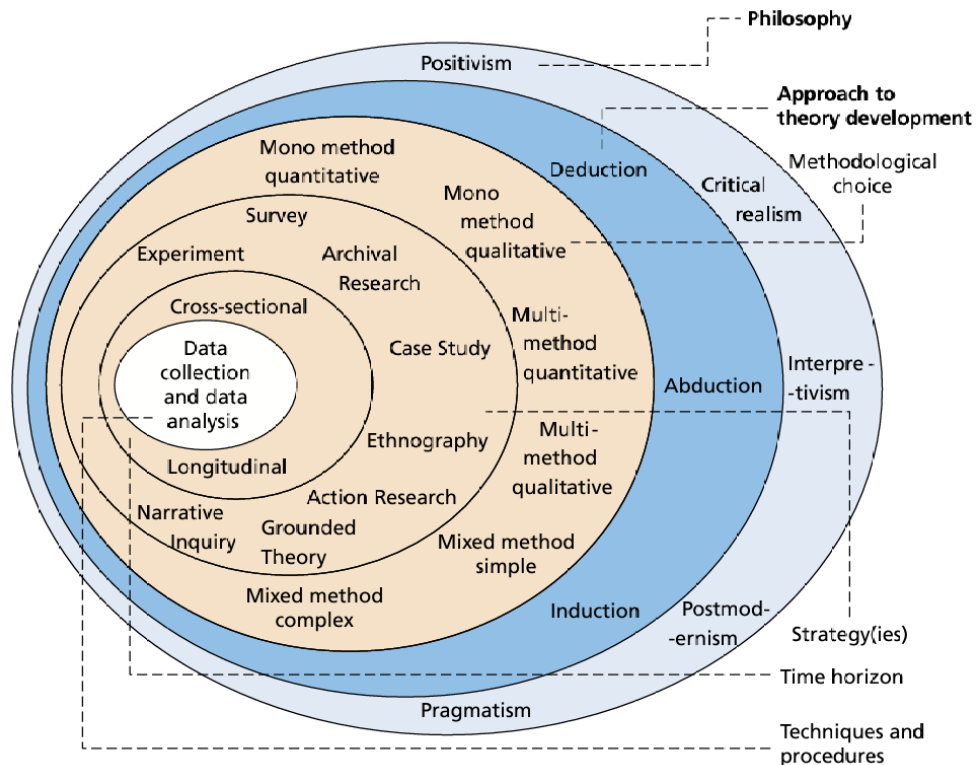 Philosophy
Positivism
Approach to
theory development
Deduction
Methodological
choice
Critical
realism
Mono method
quantitative
Mono
method
qualitative
Survey
Experiment
Archival
Research
Cross-sectional
Multi-
method
quantitative
Case Study
Data
collection
and data
analysis
Interpre -
-tivism
Abduction
Ethnography
Multi-
method
qualitative
Longitudinal
Action Research
Narrative
Inquiry
Grounded
Theory
Mixed method
simple
Mixed method
complex
Induction
Postmod-
-ernism
Strategy(ies)
Time horizon
Pragmatism
Techniques and
procedures